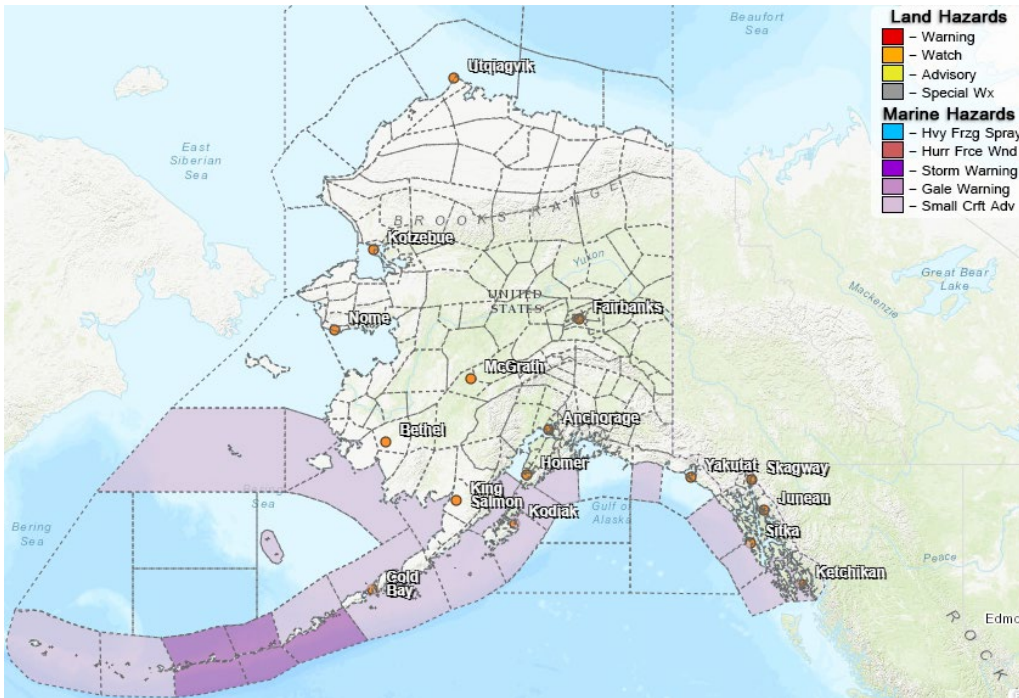 Beaufort
Sea
Land Hazards
– Warning
– Watch
– Advisory
– Special Wx
Marine Hazards
– Hvy Frzg Spray
– Hurr Frce Wnd
– Storm Warning
– Gale Warning
– Small Crft Adv
Utqiagvik
East
Siberian
Sea
BROOKS RANGE
Kotzebue
Yukon
Great Bear
Lake
Mackenzie
UNITED
STATES
Fairbanks
Nome
McGrath
Anchorage
Bethel
Homer
Yakutat
Skagway
King
Salmon
Kodiak
Gulf of
Alaska
Juneau
Sitka
Bering
Sea
Sea
Peace
Ketchikan
Cold
Bay
Edmo
ROCK